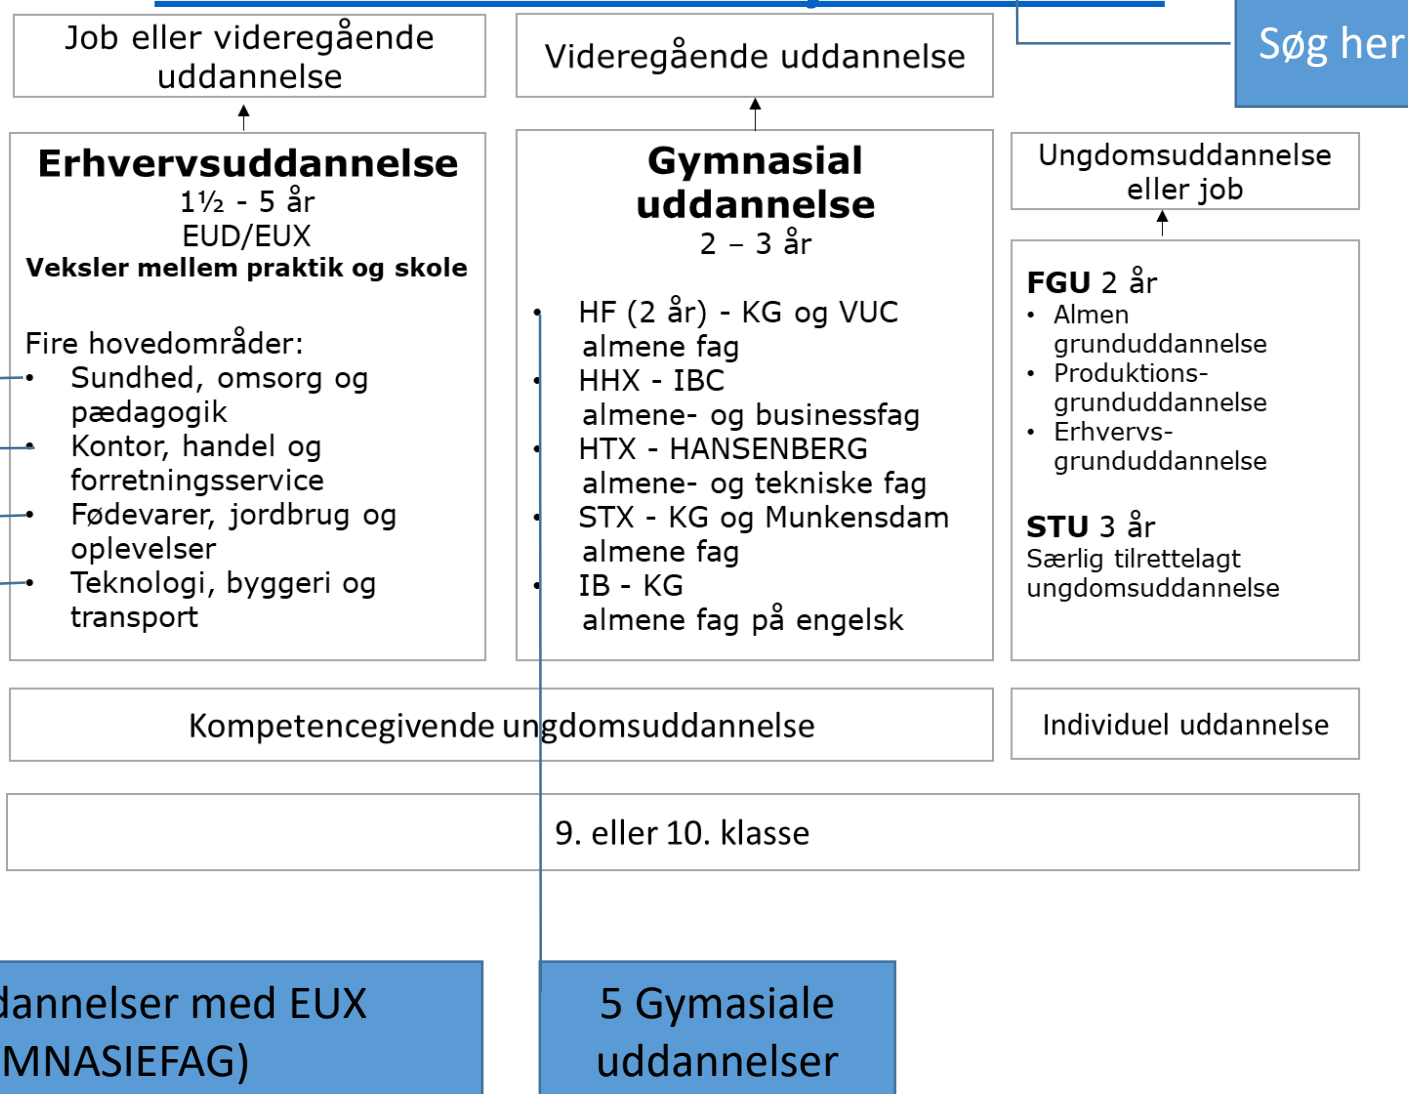 Søg her
Job eller videregående
uddannelse
Videregående uddannelse
Erhvervsuddannelse
1½ - 5 år
EUD/EUX
Veksler mellem praktik og skole
Fire hovedområder:
• Sundhed, omsorg og
pædagogik
• Kontor, handel og
forretningsservice
• Fødevarer, jordbrug og
oplevelser
• Teknologi, byggeri og
transport
Gymnasial
uddannelse
2 – 3 år
• HF (2 år) - KG og VUC
almene fag
• HHX - IBC
almene- og businessfag
• HTX - HANSENBERG
almene- og tekniske fag
• STX - KG og Munkensdam
almene fag
• IB - KG
almene fag på engelsk
Ungdomsuddannelse
eller job
FGU 2 år
• Almen
grunduddannelse
• Produktions-
grunduddannelse
• Erhvervs-
grunduddannelse
STU 3 år
Særlig tilrettelagt
ungdomsuddannelse
Kompetencegivende ungdomsuddannelse
Individuel uddannelse
9. eller 10. klasse
dannelser med EUX
MNASIEFAG)
5 Gymasiale
uddannelser